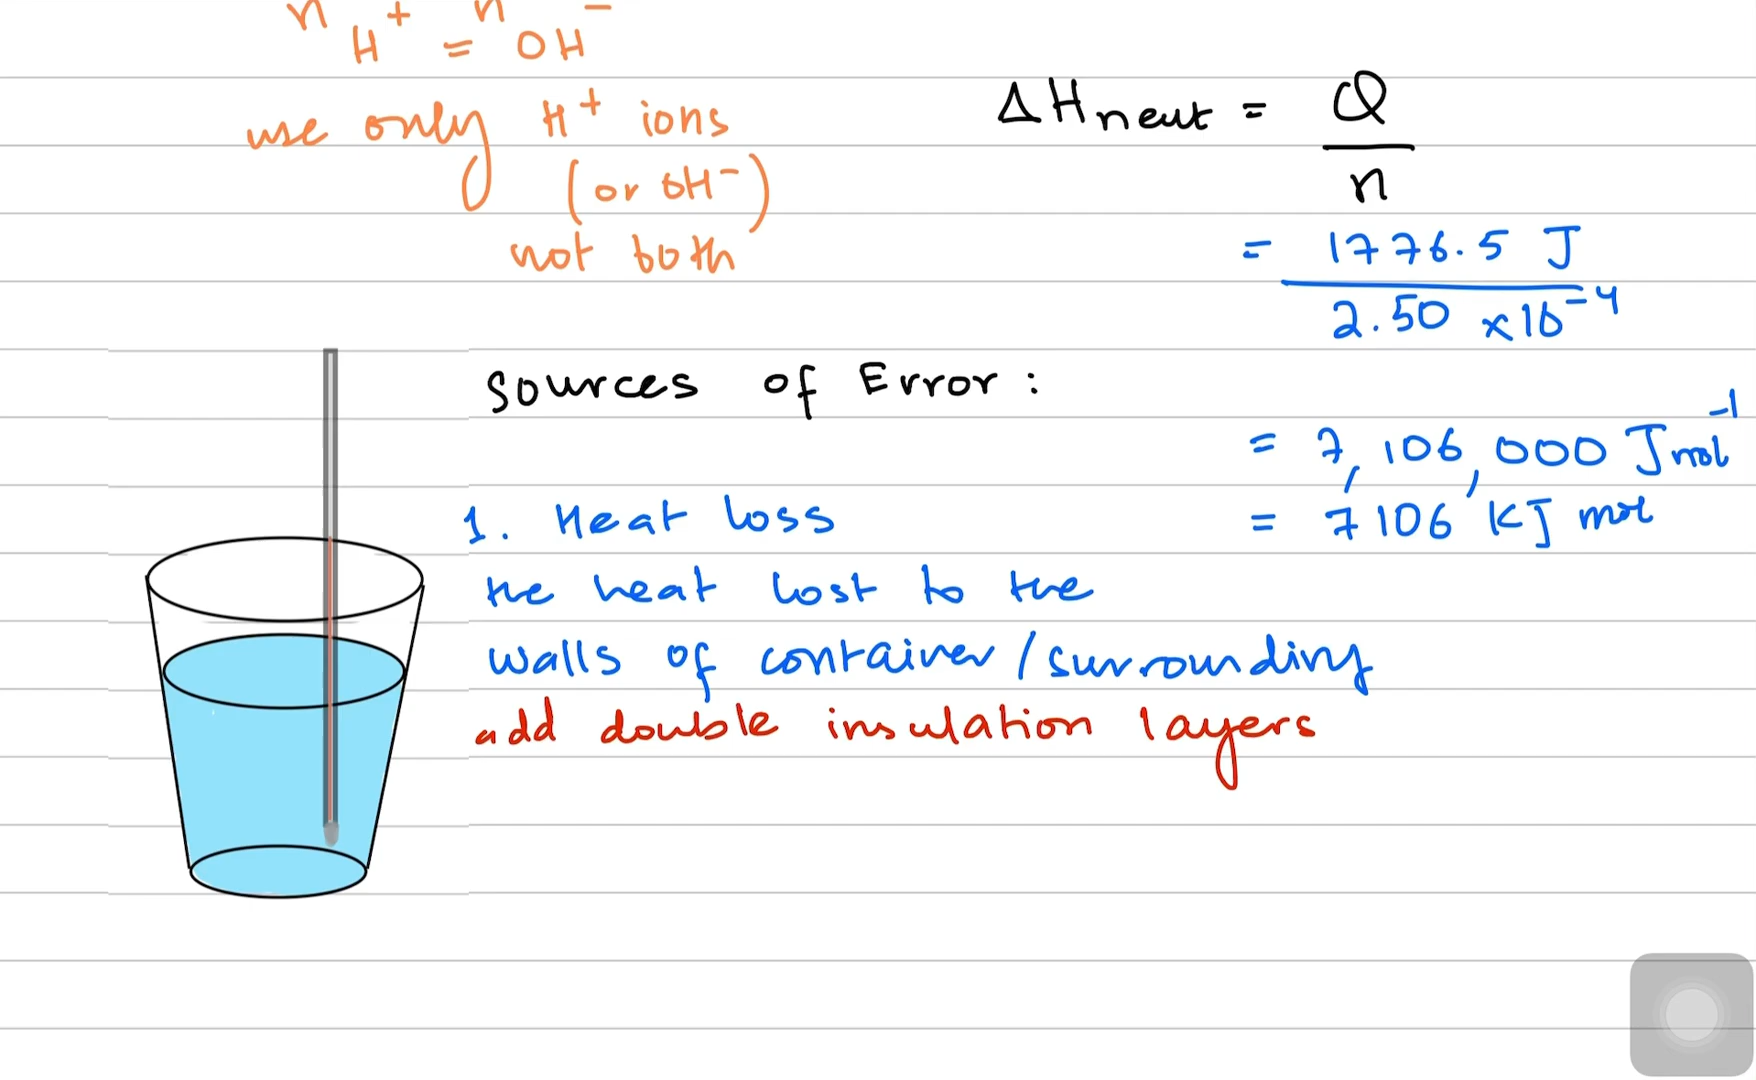 n H⁺ = n OH⁻
use only H⁺ ions
(or OH⁻)
not both
ΔHneut = Q/n
= 1776.5 J / 2.50 ×10⁻⁴
= 7,106,000 J mol⁻¹
= 7106 KJ mol
Sources of Error :
1. Heat loss
the heat lost to the
walls of container/surrounding
add double insulation layers